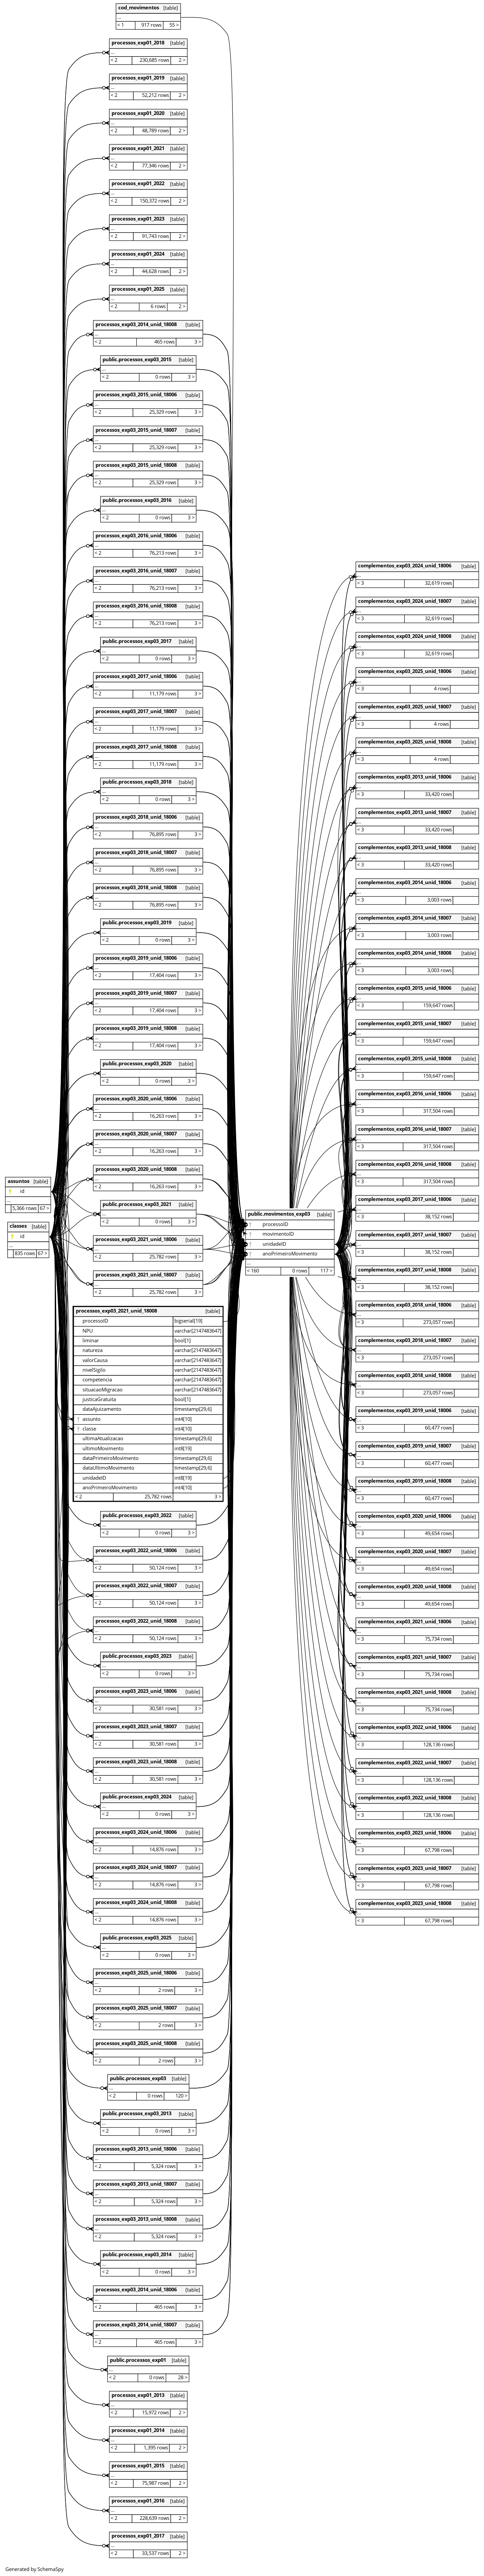 cod_movimentos [table]
...
< 1 917 rows 55 >
processos_exp01_2018 [table]
...
< 2 230,685 rows 2 >
processos_exp01_2019 [table]
...
< 2 52,212 rows 2 >
processos_exp01_2020 [table]
...
< 2 48,789 rows 2 >
processos_exp01_2021 [table]
...
< 2 77,346 rows 2 >
processos_exp01_2022 [table]
...
< 2 150,372 rows 2 >
processos_exp01_2023 [table]
...
< 2 91,743 rows 2 >
processos_exp01_2024 [table]
...
< 2 44,628 rows 2 >
processos_exp01_2025 [table]
...
< 2 6 rows 2 >
processos_exp03_2014_unid_18008 [table]
...
< 2 465 rows 3 >
public.processos_exp03_2015 [table]
...
< 2 0 rows 3 >
processos_exp03_2015_unid_18006 [table]
...
< 2 25,329 rows 3 >
processos_exp03_2015_unid_18007 [table]
...
< 2 25,329 rows 3 >
processos_exp03_2015_unid_18008 [table]
...
< 2 25,329 rows 3 >
public.processos_exp03_2016 [table]
...
< 2 0 rows 3 >
processos_exp03_2016_unid_18006 [table]
...
< 2 76,213 rows 3 >
processos_exp03_2016_unid_18007 [table]
...
< 2 76,213 rows 3 >
processos_exp03_2016_unid_18008 [table]
...
< 2 76,213 rows 3 >
public.processos_exp03_2017 [table]
...
< 2 0 rows 3 >
processos_exp03_2017_unid_18006 [table]
...
< 2 11,179 rows 3 >
processos_exp03_2017_unid_18007 [table]
...
< 2 11,179 rows 3 >
processos_exp03_2017_unid_18008 [table]
...
< 2 11,179 rows 3 >
public.processos_exp03_2018 [table]
...
< 2 0 rows 3 >
processos_exp03_2018_unid_18006 [table]
...
< 2 76,895 rows 3 >
processos_exp03_2018_unid_18007 [table]
...
< 2 76,895 rows 3 >
processos_exp03_2018_unid_18008 [table]
...
< 2 76,895 rows 3 >
public.processos_exp03_2019 [table]
...
< 2 0 rows 3 >
processos_exp03_2019_unid_18006 [table]
...
< 2 17,404 rows 3 >
processos_exp03_2019_unid_18007 [table]
...
< 2 17,404 rows 3 >
processos_exp03_2019_unid_18008 [table]
...
< 2 17,404 rows 3 >
public.processos_exp03_2020 [table]
...
< 2 0 rows 3 >
processos_exp03_2020_unid_18006 [table]
...
< 2 16,263 rows 3 >
processos_exp03_2020_unid_18007 [table]
...
< 2 16,263 rows 3 >
processos_exp03_2020_unid_18008 [table]
...
< 2 16,263 rows 3 >
assuntos [table]
id
...
5,366 rows 67 >
classes [table]
id
...
835 rows 67 >
public.processos_exp03_2021 [table]
...
< 2 0 rows 3 >
processos_exp03_2021_unid_18006 [table]
...
< 2 25,782 rows 3 >
processos_exp03_2021_unid_18007 [table]
...
< 2 25,782 rows 3 >
processos_exp03_2021_unid_18008 [table]
processoID bigserial[19]
NPU varchar[2147483647]
liminar bool[1]
natureza varchar[2147483647]
valorCausa varchar[2147483647]
nivelSigilo varchar[2147483647]
competencia varchar[2147483647]
situacaoMigracao varchar[2147483647]
justicaGratuita bool[1]
dataAjuizamento timestamp[29,6]
assunto int4[10]
classe int4[10]
ultimaAtualizacao timestamp[29,6]
ultimoMovimento int8[19]
dataPrimeiroMovimento timestamp[29,6]
dataUltimoMovimento timestamp[29,6]
unidadeID int8[19]
anoPrimeiroMovimento int4[10]
< 2 25,782 rows 3 >
public.processos_exp03_2022 [table]
...
< 2 0 rows 3 >
processos_exp03_2022_unid_18006 [table]
...
< 2 50,124 rows 3 >
processos_exp03_2022_unid_18007 [table]
...
< 2 50,124 rows 3 >
processos_exp03_2022_unid_18008 [table]
...
< 2 50,124 rows 3 >
public.processos_exp03_2023 [table]
...
< 2 0 rows 3 >
processos_exp03_2023_unid_18006 [table]
...
< 2 30,581 rows 3 >
processos_exp03_2023_unid_18007 [table]
...
< 2 30,581 rows 3 >
processos_exp03_2023_unid_18008 [table]
...
< 2 30,581 rows 3 >
public.processos_exp03_2024 [table]
...
< 2 0 rows 3 >
processos_exp03_2024_unid_18006 [table]
...
< 2 14,876 rows 3 >
processos_exp03_2024_unid_18007 [table]
...
< 2 14,876 rows 3 >
processos_exp03_2024_unid_18008 [table]
...
< 2 14,876 rows 3 >
public.processos_exp03_2025 [table]
...
< 2 0 rows 3 >
processos_exp03_2025_unid_18006 [table]
...
< 2 2 rows 3 >
processos_exp03_2025_unid_18007 [table]
...
< 2 2 rows 3 >
processos_exp03_2025_unid_18008 [table]
...
< 2 2 rows 3 >
public.processos_exp03 [table]
...
< 2 0 rows 120 >
public.processos_exp03_2013 [table]
...
< 2 0 rows 3 >
processos_exp03_2013_unid_18006 [table]
...
< 2 5,324 rows 3 >
processos_exp03_2013_unid_18007 [table]
...
< 2 5,324 rows 3 >
processos_exp03_2013_unid_18008 [table]
...
< 2 5,324 rows 3 >
public.processos_exp03_2014 [table]
...
< 2 0 rows 3 >
processos_exp03_2014_unid_18006 [table]
...
< 2 465 rows 3 >
processos_exp03_2014_unid_18007 [table]
...
< 2 465 rows 3 >
public.processos_exp01 [table]
...
< 2 0 rows 28 >
processos_exp01_2013 [table]
...
< 2 15,972 rows 2 >
processos_exp01_2014 [table]
...
< 2 1,395 rows 2 >
processos_exp01_2015 [table]
...
< 2 75,987 rows 2 >
processos_exp01_2016 [table]
...
< 2 228,639 rows 2 >
processos_exp01_2017 [table]
...
< 2 33,537 rows 2 >
public.movimentos_exp03 [table]
processoID
movimentoID
unidadeID
anoPrimeiroMovimento
...
< 160 0 rows 117 >
complementos_exp03_2024_unid_18006 [table]
...
< 3 32,619 rows
complementos_exp03_2024_unid_18007 [table]
...
< 3 32,619 rows
complementos_exp03_2024_unid_18008 [table]
...
< 3 32,619 rows
complementos_exp03_2025_unid_18006 [table]
...
< 3 4 rows
complementos_exp03_2025_unid_18007 [table]
...
< 3 4 rows
complementos_exp03_2025_unid_18008 [table]
...
< 3 4 rows
complementos_exp03_2013_unid_18006 [table]
...
< 3 33,420 rows
complementos_exp03_2013_unid_18007 [table]
...
< 3 33,420 rows
complementos_exp03_2013_unid_18008 [table]
...
< 3 33,420 rows
complementos_exp03_2014_unid_18006 [table]
...
< 3 3,003 rows
complementos_exp03_2014_unid_18007 [table]
...
< 3 3,003 rows
complementos_exp03_2014_unid_18008 [table]
...
< 3 3,003 rows
complementos_exp03_2015_unid_18006 [table]
...
< 3 159,647 rows
complementos_exp03_2015_unid_18007 [table]
...
< 3 159,647 rows
complementos_exp03_2015_unid_18008 [table]
...
< 3 159,647 rows
complementos_exp03_2016_unid_18006 [table]
...
< 3 317,504 rows
complementos_exp03_2016_unid_18007 [table]
...
< 3 317,504 rows
complementos_exp03_2016_unid_18008 [table]
...
< 3 317,504 rows
complementos_exp03_2017_unid_18006 [table]
...
< 3 38,152 rows
complementos_exp03_2017_unid_18007 [table]
...
< 3 38,152 rows
complementos_exp03_2017_unid_18008 [table]
...
< 3 38,152 rows
complementos_exp03_2018_unid_18006 [table]
...
< 3 273,057 rows
complementos_exp03_2018_unid_18007 [table]
...
< 3 273,057 rows
complementos_exp03_2018_unid_18008 [table]
...
< 3 273,057 rows
complementos_exp03_2019_unid_18006 [table]
...
< 3 60,477 rows
complementos_exp03_2019_unid_18007 [table]
...
< 3 60,477 rows
complementos_exp03_2019_unid_18008 [table]
...
< 3 60,477 rows
complementos_exp03_2020_unid_18006 [table]
...
< 3 49,654 rows
complementos_exp03_2020_unid_18007 [table]
...
< 3 49,654 rows
complementos_exp03_2020_unid_18008 [table]
...
< 3 49,654 rows
complementos_exp03_2021_unid_18006 [table]
...
< 3 75,734 rows
complementos_exp03_2021_unid_18007 [table]
...
< 3 75,734 rows
complementos_exp03_2021_unid_18008 [table]
...
< 3 75,734 rows
complementos_exp03_2022_unid_18006 [table]
...
< 3 128,136 rows
complementos_exp03_2022_unid_18007 [table]
...
< 3 128,136 rows
complementos_exp03_2022_unid_18008 [table]
...
< 3 128,136 rows
complementos_exp03_2023_unid_18006 [table]
...
< 3 67,798 rows
complementos_exp03_2023_unid_18007 [table]
...
< 3 67,798 rows
complementos_exp03_2023_unid_18008 [table]
...
< 3 67,798 rows
Generated by SchemaSpy